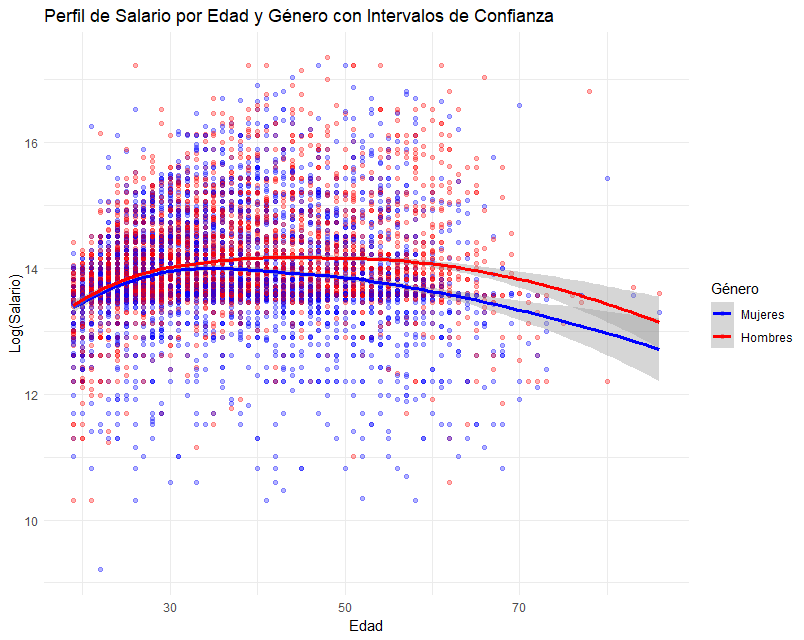 Perfil de Salario por Edad y Género con Intervalos de Confianza
16
14
12
10
Log(Salario)
30
50
70
Edad
Género
Mujeres
Hombres